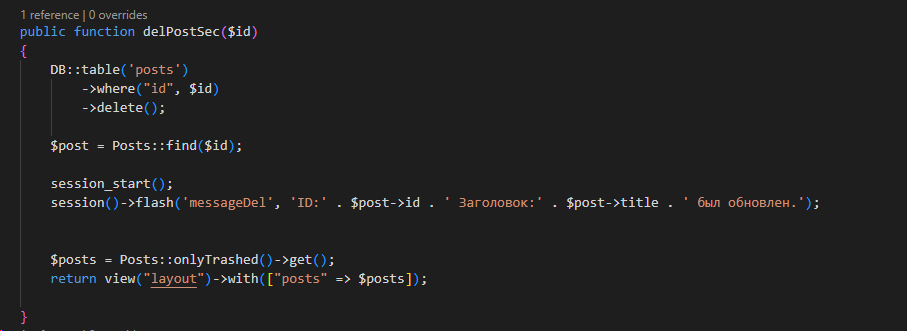 1 reference | 0 overrides
public function delPostSec($id)
{
DB::table('posts')
->where("id", $id)
->delete();
$post = Posts::find($id);
session_start();
session()->flash('messageDel', 'ID:' . $post->id . ' Заголовок:' . $post->title . ' был обновлен.');
$posts = Posts::onlyTrashed()->get();
return view("layout")->with(["posts" => $posts]);
}